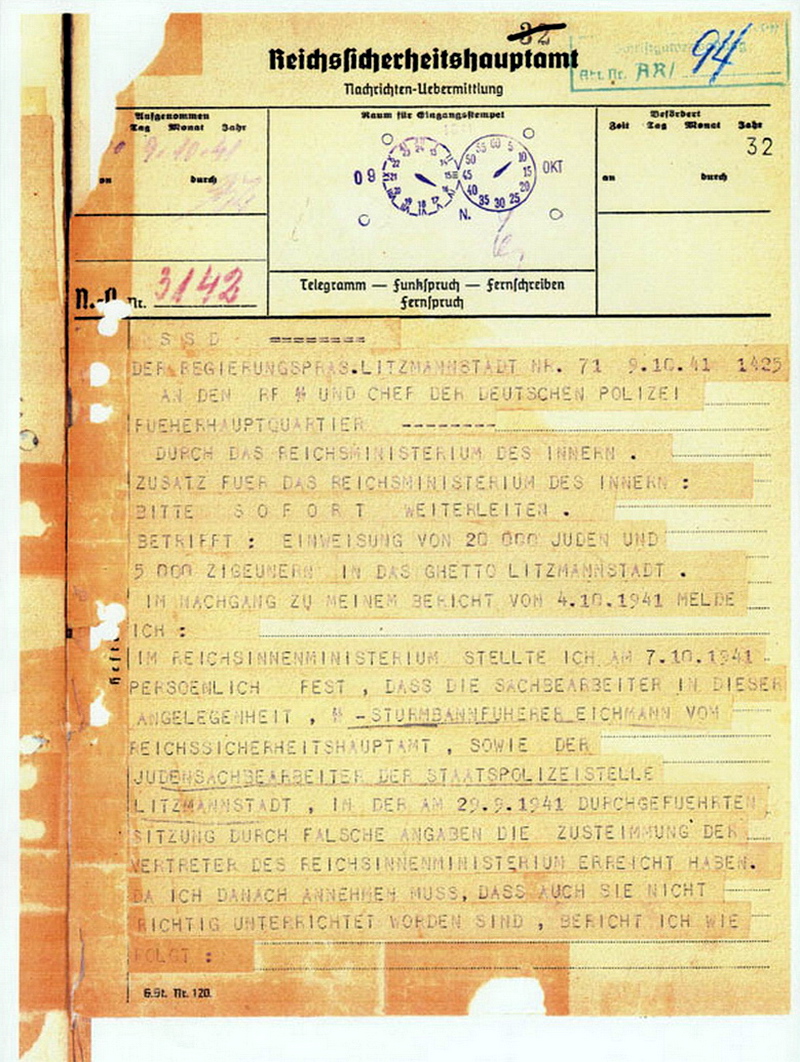 32
Reichssicherheitshauptamt
Nachrichten-Uebermittlung
Akt. Nr. AR/ 94
Aufgenommen
Tag Monat Jahr
9.10.41
durch
Raum für Eingangsstempel
09 OKT
N.
Befördert
Zeit Tag Monat Jahr
32
an durch
Telegramm — Funkspruch — Fernschreiben
Fernspruch
Nr. 3142
S S D ========
DER REGIERUNGSPRAS.LITZMANNSTADT NR. 71 9.10.41 1425
AN DEN RF ᛋᛋ UND CHEF DER DEUTSCHEN POLIZEI
FUEHERHAUPTQUARTIER --------
DURCH DAS REICHSMINISTERIUM DES INNERN .
ZUSATZ FUER DAS REICHSMINISTERIUM DES INNERN :
BITTE S O F O R T WEITERLEITEN .
BETRIFFT : EINWEISUNG VON 20 000 JUDEN UND
5 000 ZIGEUNERN IN DAS GHETTO LITZMANNSTADT .
IM NACHGANG ZU MEINEM BERICHT VOM 4.10.1941 MELDE
ICH :
IM REICHSINNENMINISTERIUM STELLTE ICH AM 7.10.1941
PERSOENLICH FEST , DASS DIE SACHBEARBEITER IN DIESER
ANGELEGENHEIT , ᛋᛋ -STURMBANNFUHERER EICHMANN VOM
REICHSSICHERHEITSHAUPTAMT , SOWIE DER
JUDENSACHBEARBEITER DER STAATSPOLIZEISTELLE
LITZMANNSTADT , IN DER AM 29.9.1941 DURCHGEFUEHRTEN
SITZUNG DURCH FALSCHE ANGABEN DIE ZUSTEIMMUNG DER
VERTRETER DES REICHSINNENMINISTERIUM ERREICHT HABEN.
DA ICH DANACH ANNEHMEN MUSS, DASS AUCH SIE NICHT
RICHTIG UNTERRICHTET WORDEN SIND , BERICHT ICH WIE
FOLGT :
G.St. Nr. 120.